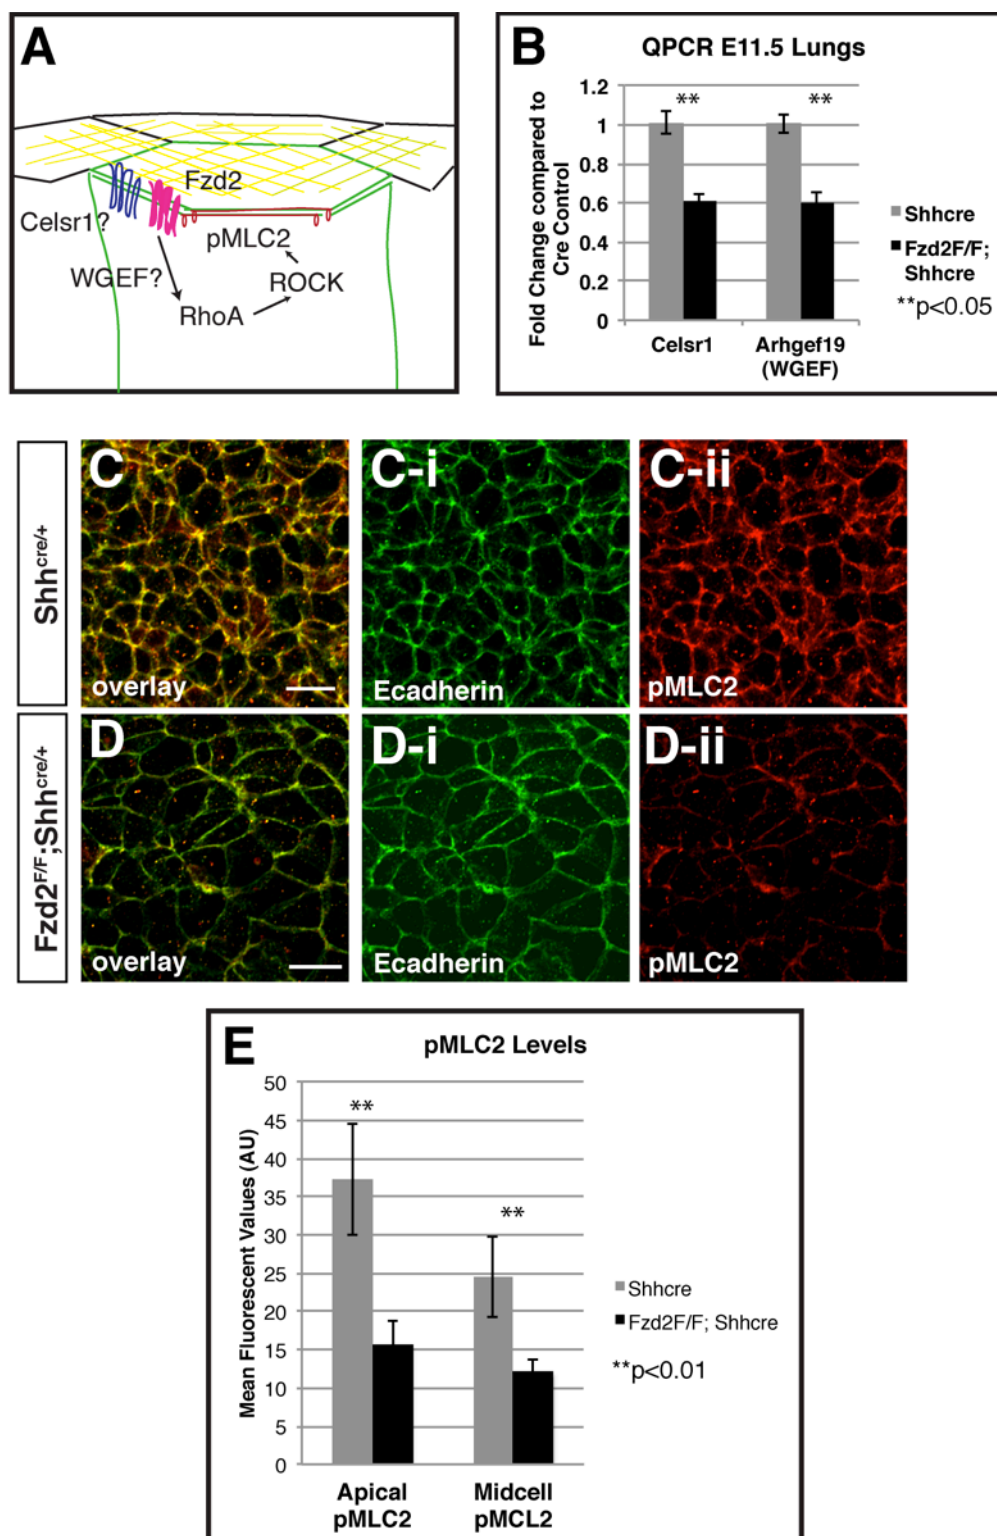 A
Fzd2
Celsr1?
pMLC2
WGEF?
ROCK
RhoA
B
QPCR E11.5 Lungs
Fold Change compared to
Cre Control
1.2
1
0.8
0.6
0.4
0.2
0
**
**
Celsr1
Arhgef19
(WGEF)
Shhcre
Fzd2F/F;
Shhcre
**p<0.05
Shhcre/+
C
overlay
C-i
Ecadherin
C-ii
pMLC2
Fzd2F/F;Shhcre/+
D
overlay
D-i
Ecadherin
D-ii
pMLC2
E
pMLC2 Levels
Mean Fluorescent Values (AU)
50
45
40
35
30
25
20
15
10
5
0
**
**
Apical
pMLC2
Midcell
pMCL2
Shhcre
Fzd2F/F; Shhcre
**p<0.01